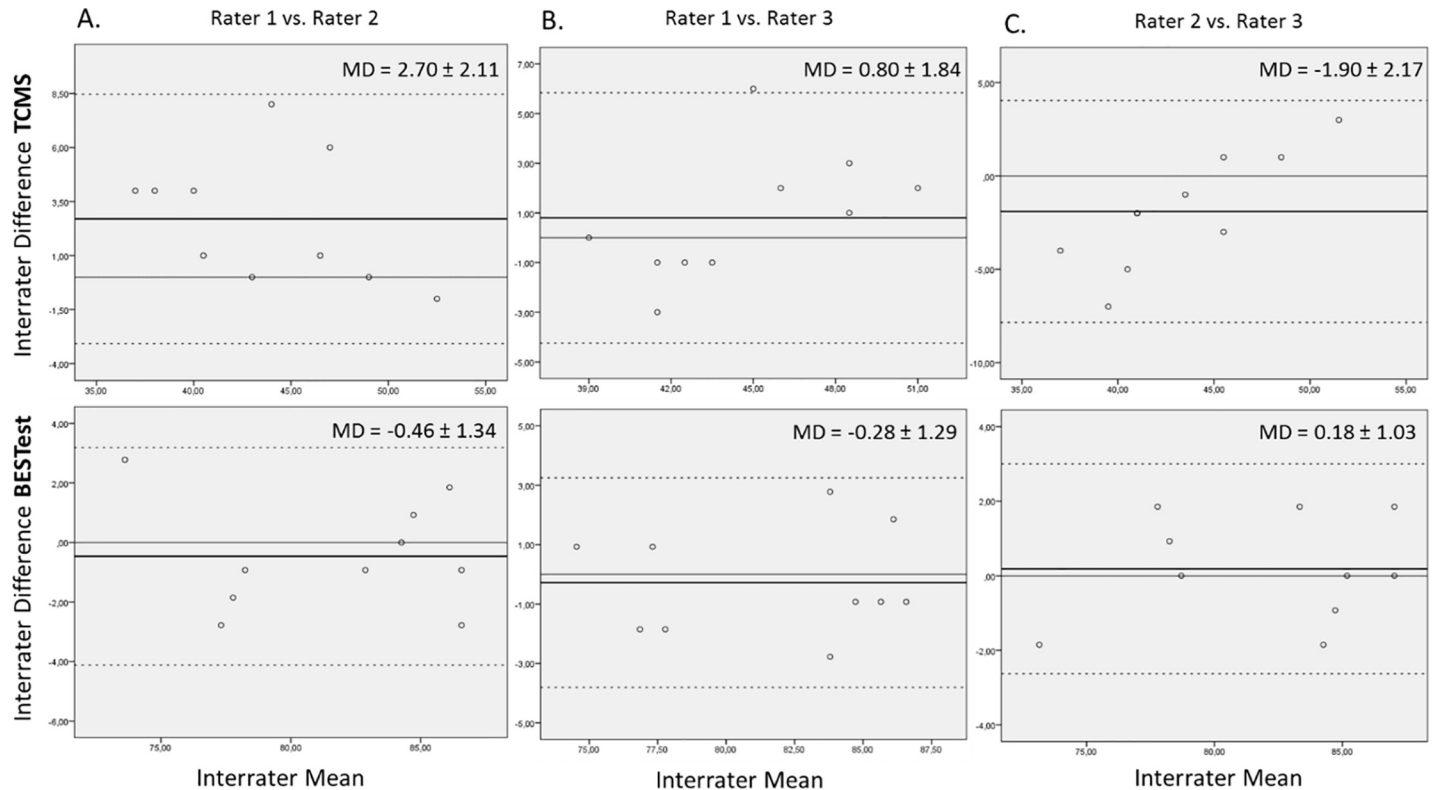 A.
Rater 1 vs. Rater 2
B.
Rater 1 vs. Rater 3
C.
Rater 2 vs. Rater 3
Interrater Difference TCMS
MD = 2.70 ± 2.11
8,50
6,00
3,50
1,00
-1,50
-4,00
35,00 40,00 45,00 50,00 55,00
MD = 0.80 ± 1.84
7,00
5,00
3,00
1,00
-1,00
-3,00
-5,00
39,00 42,00 45,00 48,00 51,00
MD = -1.90 ± 2.17
5,00
,00
-5,00
-10,00
35,00 40,00 45,00 50,00 55,00
Interrater Difference BESTest
MD = -0.46 ± 1.34
4,00
2,00
,00
-2,00
-4,00
-6,00
75,00 80,00 85,00
Interrater Mean
MD = -0.28 ± 1.29
5,00
3,00
1,00
-1,00
-3,00
-5,00
75,00 77,50 80,00 82,50 85,00 87,50
Interrater Mean
MD = 0.18 ± 1.03
4,00
2,00
,00
-2,00
-4,00
75,00 80,00 85,00
Interrater Mean